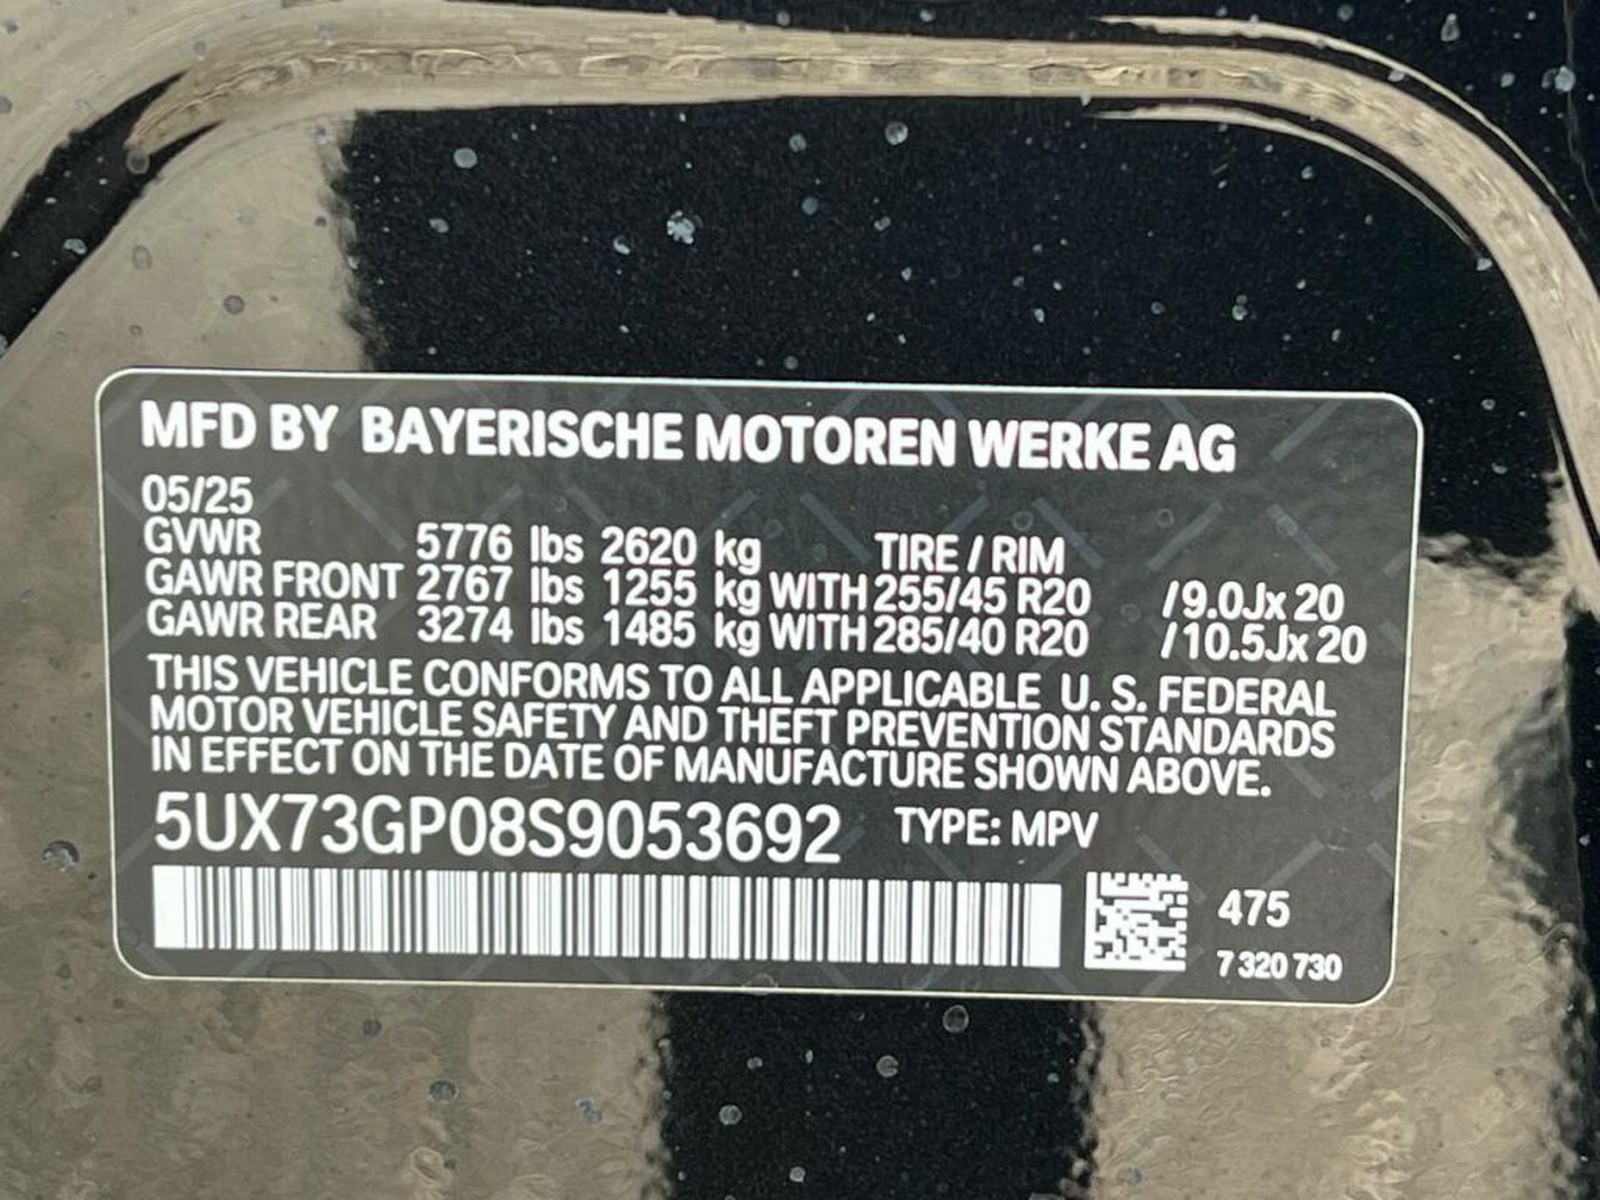 MFD BY BAYERISCHE MOTOREN WERKE AG
05/25
GVWR 5776 lbs 2620 kg TIRE / RIM
GAWR FRONT 2767 lbs 1255 kg WITH 255/45 R20 /9.0Jx 20
GAWR REAR 3274 lbs 1485 kg WITH 285/40 R20 /10.5Jx 20
THIS VEHICLE CONFORMS TO ALL APPLICABLE U. S. FEDERAL
MOTOR VEHICLE SAFETY AND THEFT PREVENTION STANDARDS
IN EFFECT ON THE DATE OF MANUFACTURE SHOWN ABOVE.
5UX73GP08S9053692 TYPE: MPV
475
7 320 730